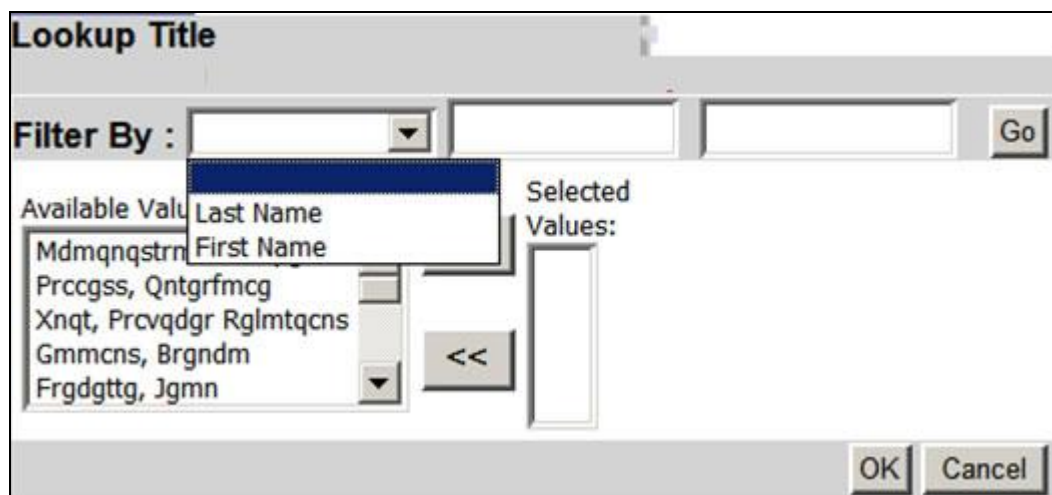 Lookup Title
Filter By :
Go
Last Name
First Name
Available
Selected
Values:
Prccgss, Qntgrfmcg
Xnqt, Prcvqdgr Rglmtqcns
Gmmcns, Brgndm
Frgdgttg, Jgmn
<<
OK Cancel